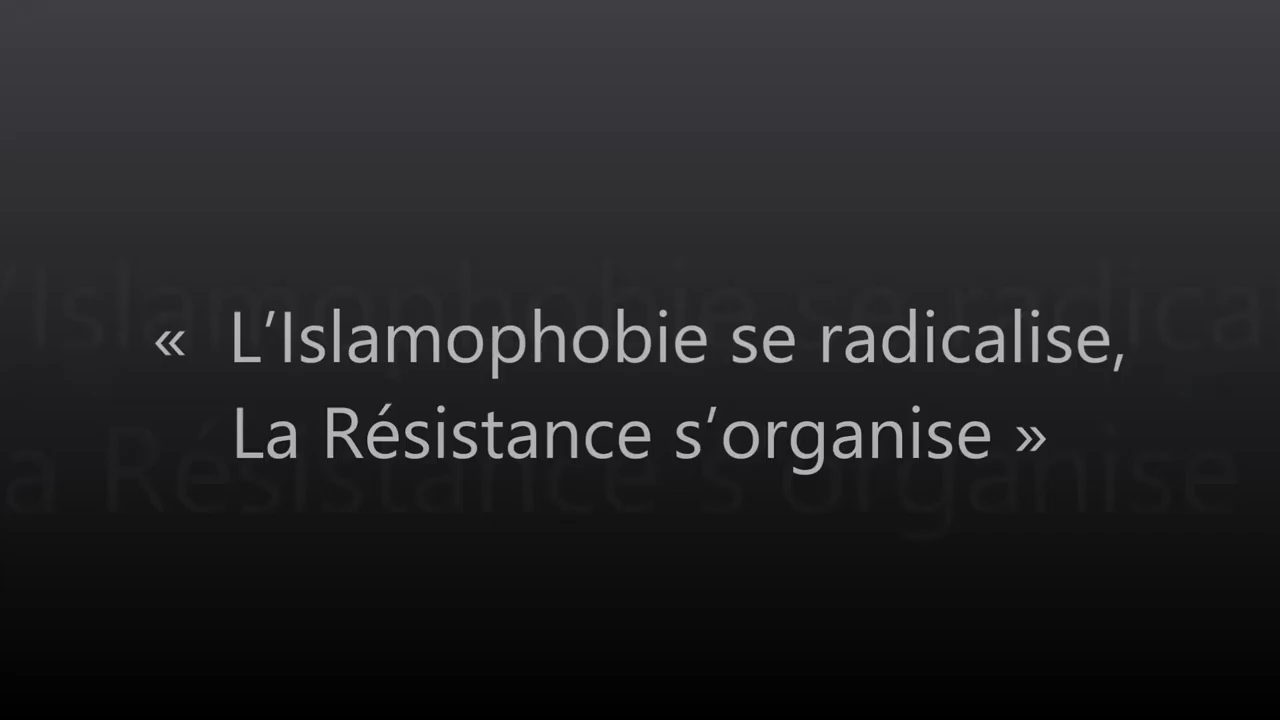 « L’Islamophobie se radicalise,
La Résistance s’organise »